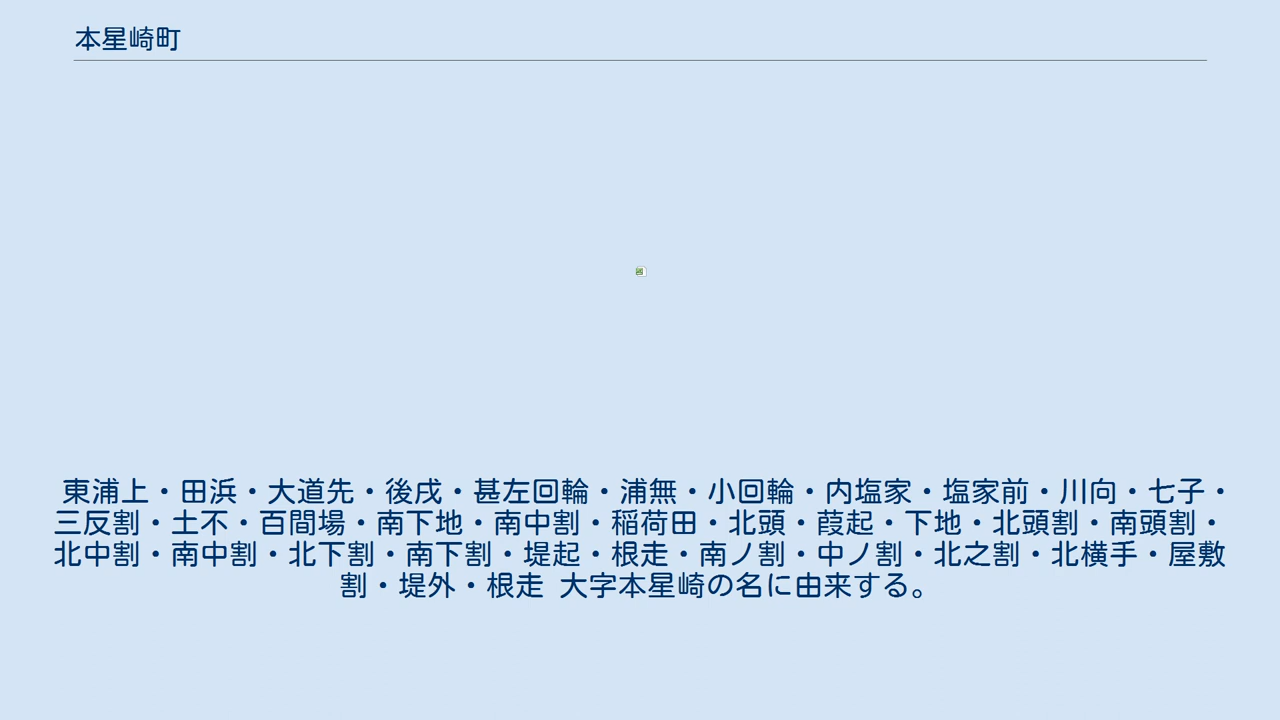 本星崎町
東浦上・田浜・大道先・後戌・甚左回輪・浦無・小回輪・内塩家・塩家前・川向・七子・
三反割・土不・百間場・南下地・南中割・稲荷田・北頭・葭起・下地・北頭割・南頭割・
北中割・南中割・北下割・南下割・堤起・根走・南ノ割・中ノ割・北之割・北横手・屋敷
割・堤外・根走 大字本星崎の名に由来する。